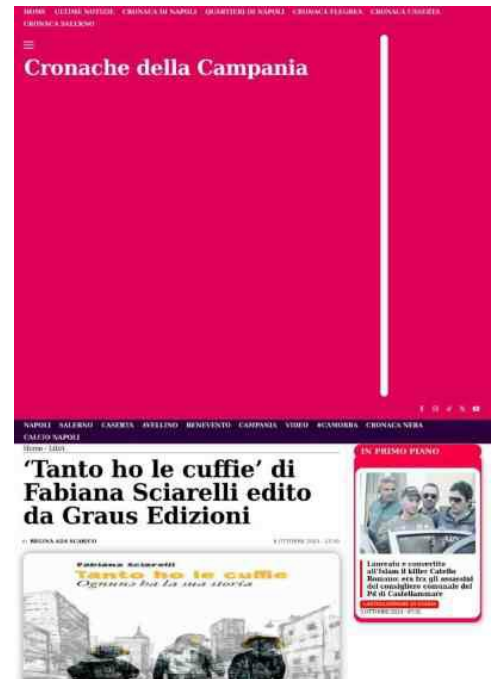 HOME ULTIME NOTIZIE CRONACA DI NAPOLI QUARTIERI DI NAPOLI CRONACA FLEGREA CRONACA CASERTA
CRONACA SALERNO
Cronache della Campania
NAPOLI SALERNO CASERTA AVELLINO BENEVENTO CAMPANIA VIDEO #CAMORRA CRONACA NERA
CALCIO NAPOLI
Home - Libri
‘Tanto ho le cuffie’ di
Fabiana Sciarelli edito
da Graus Edizioni
Fabiana Sciarelli
Tanto ho le cuffie
Ognuno ha la sua storia
IN PRIMO PIANO
Laureato e convertito
all'Islam il killer Catello
Romano: era fra gli assassini
del consigliere comunale del
Pd di Castellammare